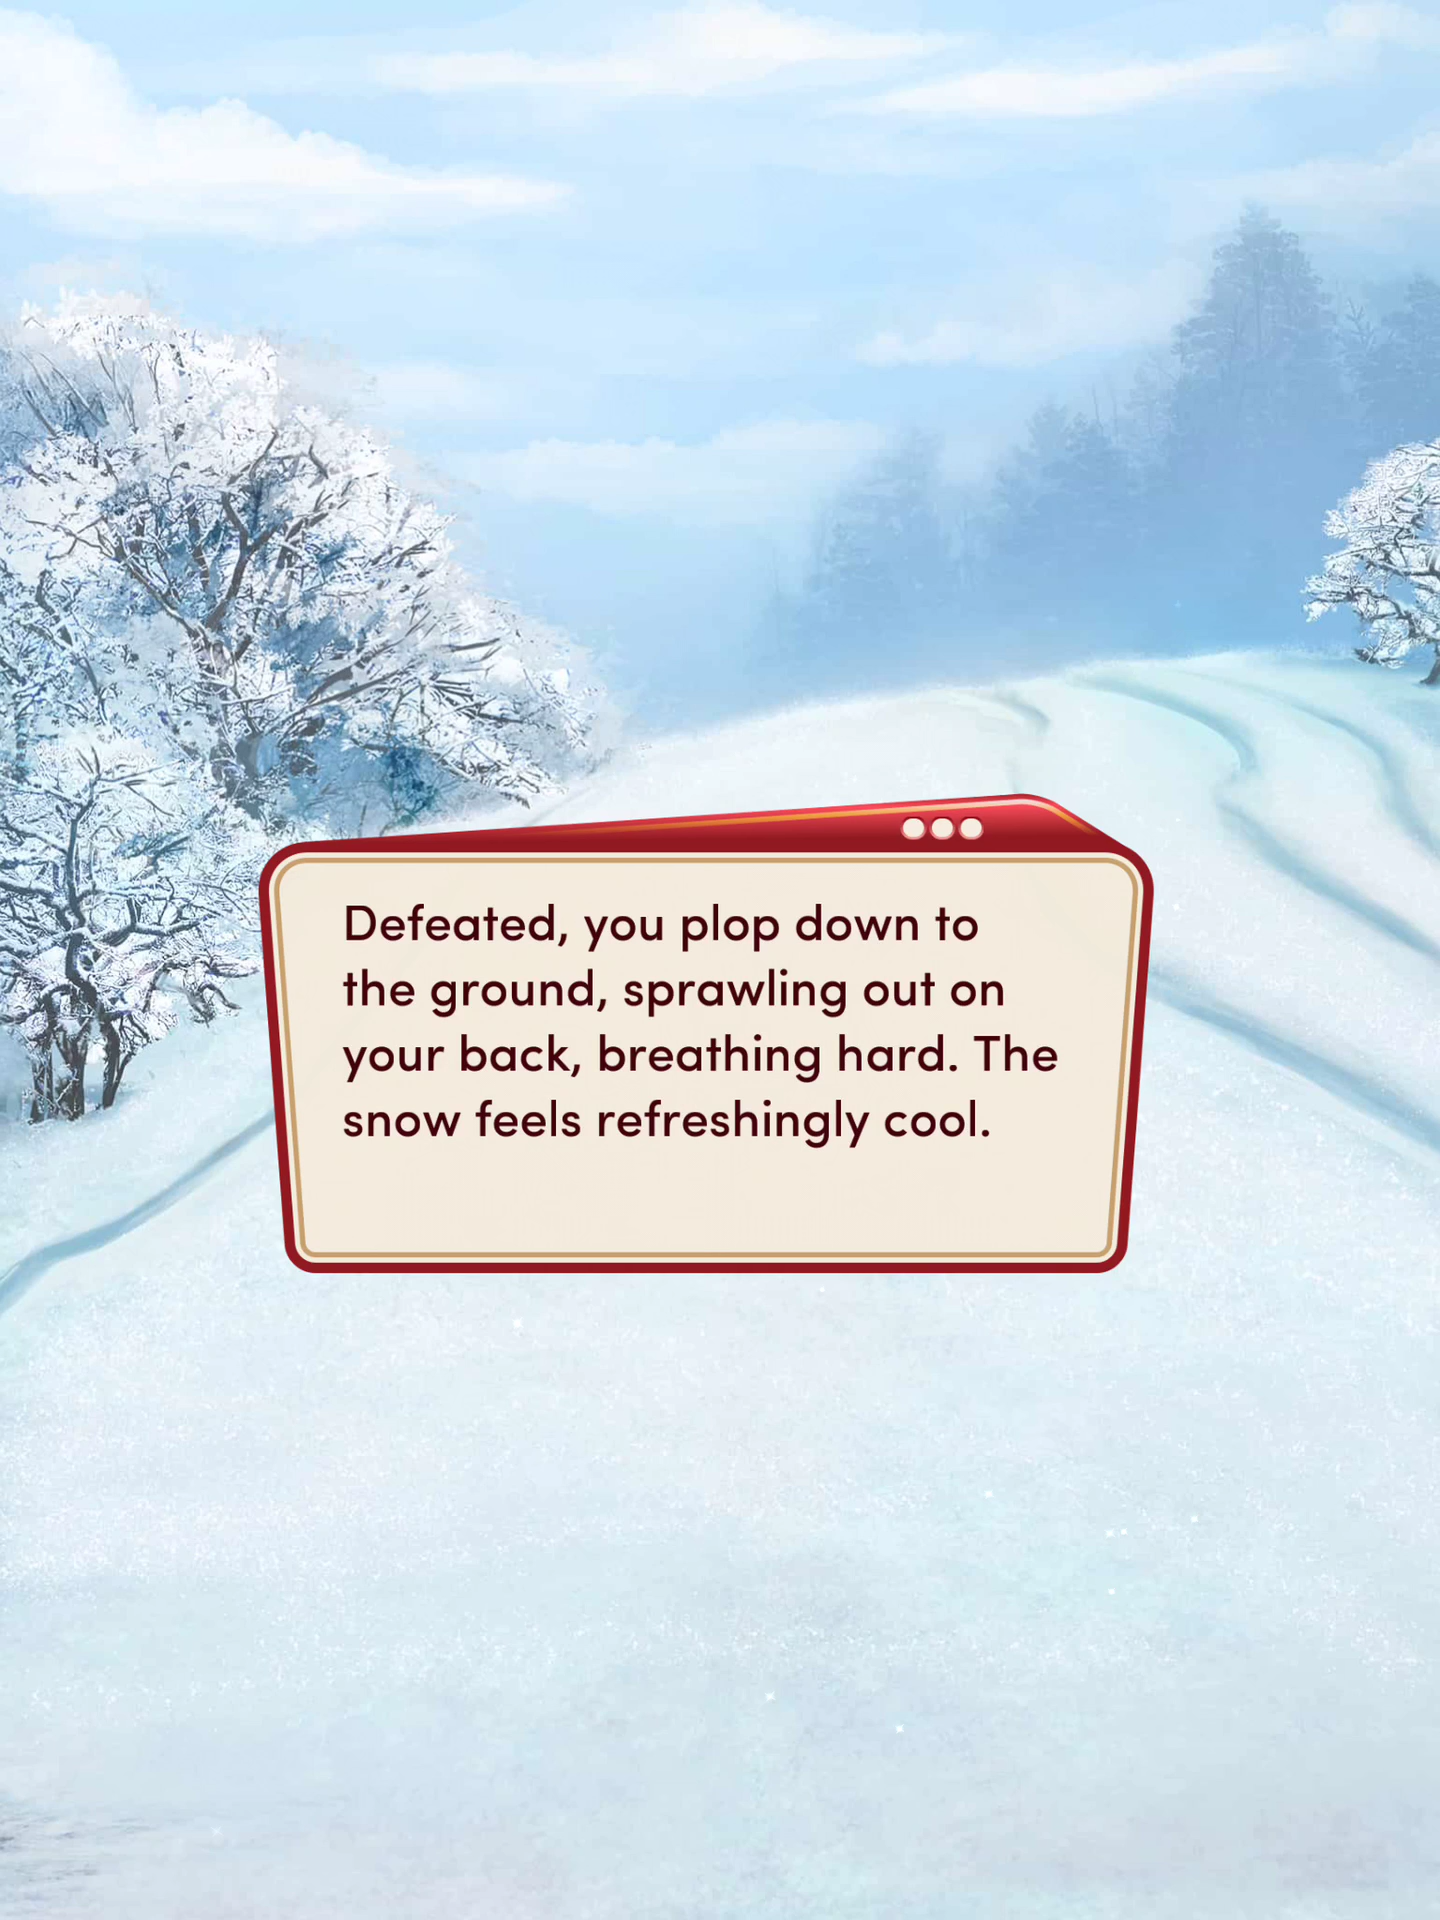 Defeated, you plop down to
the ground, sprawling out on
your back, breathing hard. The
snow feels refreshingly cool.